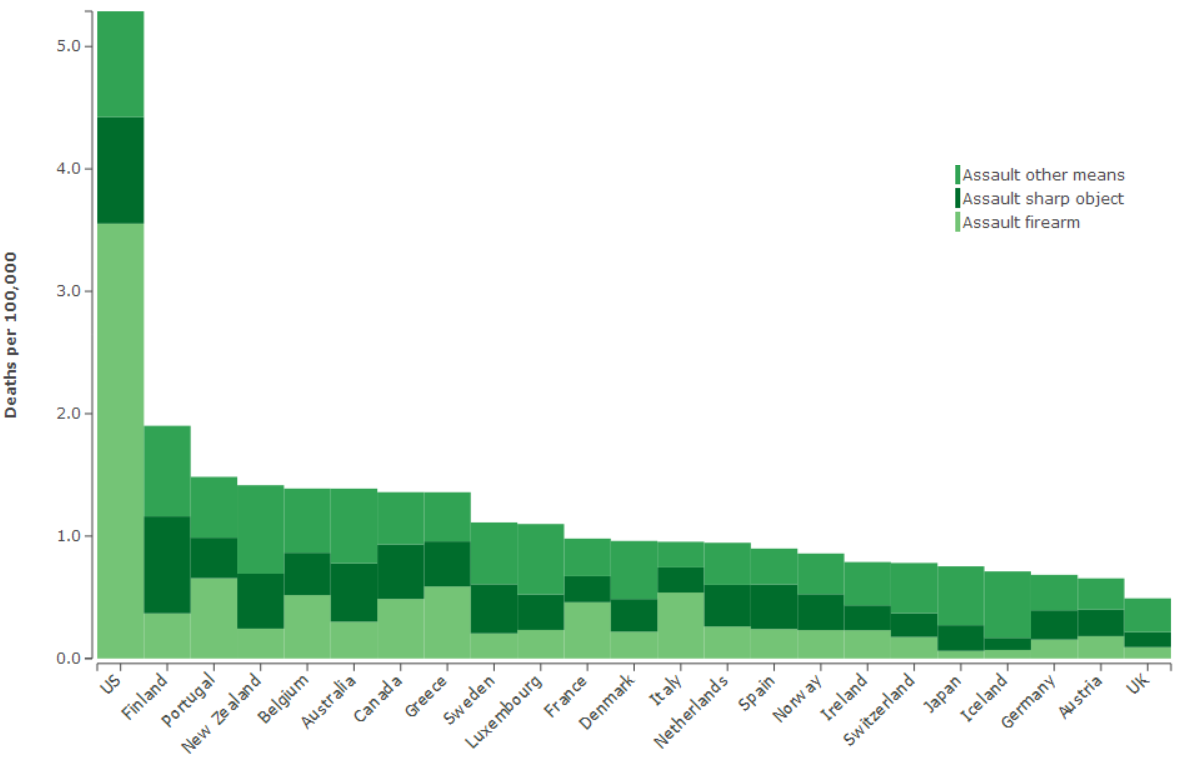 5.0
4.0
3.0
2.0
1.0
0.0
Deaths per 100,000
Assault other means
Assault sharp object
Assault firearm
US
Finland
Portugal
New Zealand
Belgium
Australia
Canada
Greece
Sweden
Luxembourg
France
Denmark
Italy
Netherlands
Spain
Norway
Ireland
Switzerland
Japan
Iceland
Germany
Austria
UK